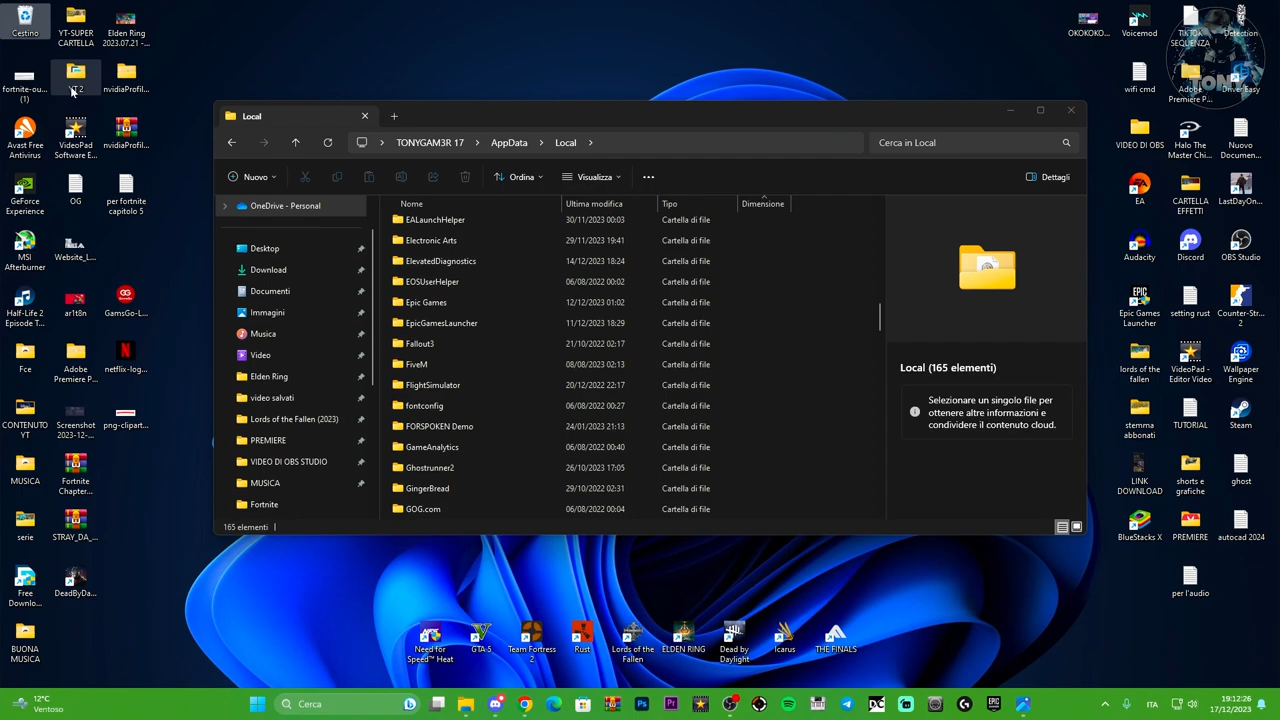 Cestino
YT-SUPER
CARTELLA
Elden Ring
2023.07.21 -...
fortnite-ou...
(1)
YT 2
nvidiaProfil...
Avast Free
Antivirus
VideoPad
Software E...
nvidiaProfil...
GeForce
Experience
OG
per fortnite
capitolo 5
MSI
Afterburner
Website_L...
Half-Life 2
Episode T...
ar1t8n
GamsGo-L...
Fce
Adobe
Premiere P...
netflix-log...
CONTENUTO
YT
Screenshot
2023-12-...
png-clipart...
MUSICA
Fortnite
Chapter...
serie
STRAY_DA_...
Free
Downlo...
DeadByDa...
BUONA
MUSICA
Local
TONYGAM3R 17
AppData
Local
Cerca in Local
Nuovo
Ordina
Visualizza
Dettagli
OneDrive - Personal
Desktop
Download
Documenti
Immagini
Musica
Video
Elden Ring
video salvati
Lords of the Fallen (2023)
PREMIERE
VIDEO DI OBS STUDIO
MUSICA
Fortnite
Nome Ultima modifica Tipo Dimensione
EALaunchHelper 30/11/2023 00:03 Cartella di file
Electronic Arts 29/11/2023 19:41 Cartella di file
ElevatedDiagnostics 14/12/2023 18:24 Cartella di file
EOSUserHelper 06/08/2022 00:02 Cartella di file
Epic Games 12/12/2023 01:02 Cartella di file
EpicGamesLauncher 11/12/2023 18:29 Cartella di file
Fallout3 21/10/2022 02:17 Cartella di file
FiveM 08/08/2023 02:13 Cartella di file
FlightSimulator 20/12/2022 22:17 Cartella di file
fontconfig 06/08/2022 00:27 Cartella di file
FORSPOKEN Demo 24/01/2023 21:13 Cartella di file
GameAnalytics 06/08/2022 00:40 Cartella di file
Ghostrunner2 26/10/2023 17:05 Cartella di file
GingerBread 29/10/2022 02:31 Cartella di file
GOG.com 06/08/2022 00:04 Cartella di file
Local (165 elementi)
Selezionare un singolo file per
ottenere altre informazioni e
condividere il contenuto cloud.
165 elementi
OKOKOKO...
Voicemod
TIKTOK
SEQUENZA
Detection
wifi cmd
Adobe
Premiere P...
Driver Easy
TONY
VIDEO DI OBS
Halo The
Master Chi...
Nuovo
Documen...
EA
CARTELLA
EFFETTI
LastDayOn...
Audacity
Discord
OBS Studio
Epic Games
Launcher
setting rust
Counter-Str...
2
lords of the
fallen
VideoPad -
Editor Video
Wallpaper
Engine
stemma
abbonati
TUTORIAL
Steam
LINK
DOWNLOAD
shorts e
grafiche
ghost
BlueStacks X
PREMIERE
autocad 2024
per l'audio
Need for
Speed™ Heat
GTA 5
Team Fortress
2
Rust
Lords of the
Fallen
ELDEN RING
Dead by
Daylight
Icarus
THE FINALS
12°C
Ventoso
Cerca
ITA
19:12:26
17/12/2023